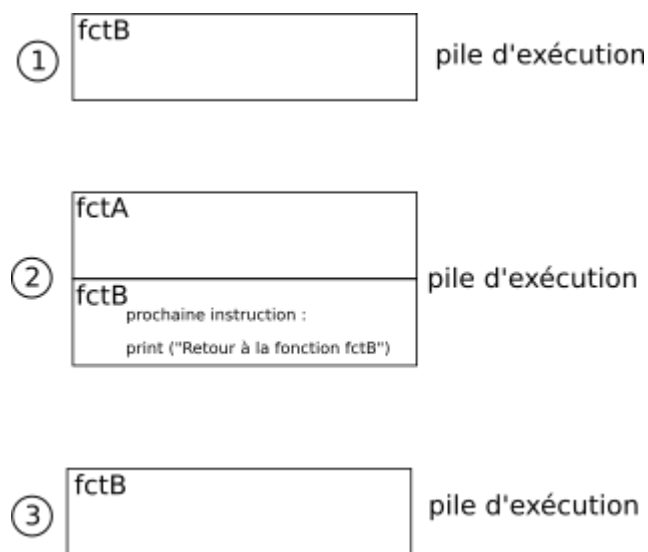 fctB
1
pile d'exécution
fctA
2
pile d'exécution
fctB
prochaine instruction :
print ("Retour à la fonction fctB")
fctB
3
pile d'exécution